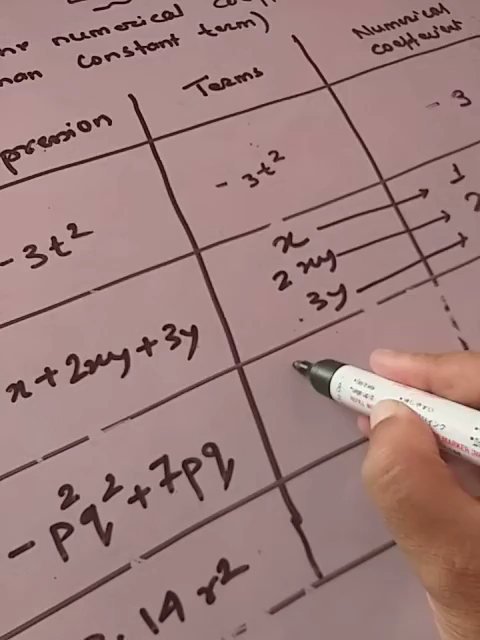 numerical
than constant term)
Terms
Numerical
coefficient
pression
- 3t²
- 3t²
- 3
x + 2xy + 3y
x
1
2xy
2
3y
- p²q² + 7pq
. 14 r²
MARKER